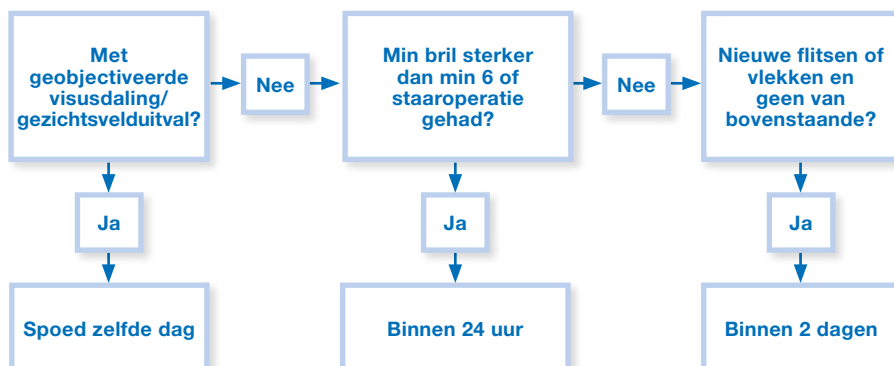 Met
geobjectiveerde
visusdaling/
gezichtsvelduitval?
Nee
Min bril sterker
dan min 6 of
staaroperatie
gehad?
Nee
Nieuwe flitsen of
vlekken en
geen van
bovenstaande?
Ja
Ja
Ja
Spoed zelfde dag
Binnen 24 uur
Binnen 2 dagen